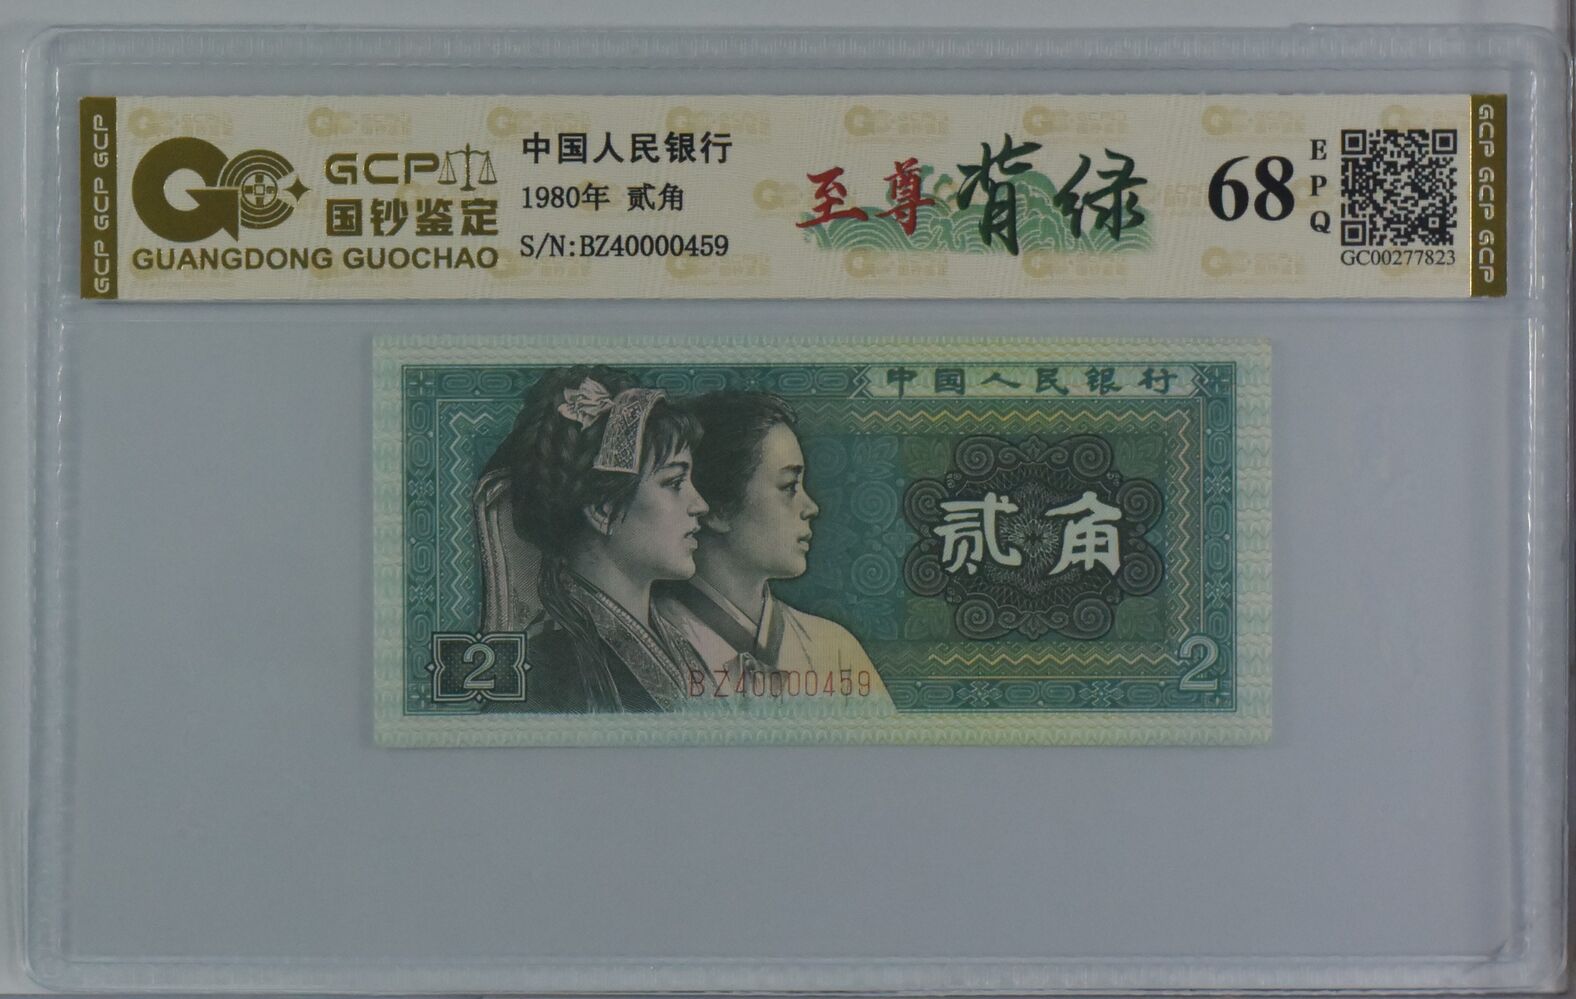 GCP GCP GCP
GCP
国钞鉴定
GUANGDONG GUOCHAO
中国人民银行
1980年 贰角
S/N:BZ40000459
至尊背绿
68
EPQ
GC00277823
GCP GCP GCP
中国人民银行
贰角
2
BZ40000459
2